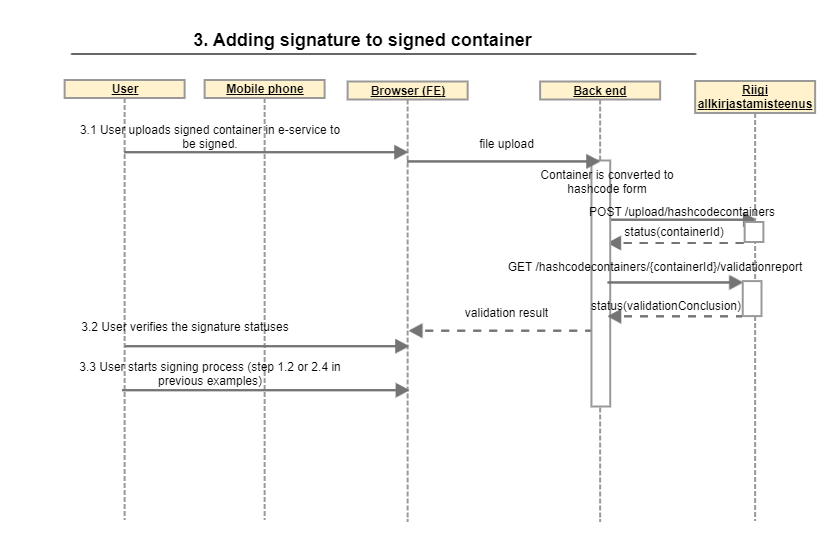 3. Adding signature to signed container
User
Mobile phone
Browser (FE)
Back end
Riigi
allkirjastamisteenus
3.1 User uploads signed container in e-service to
be signed.
file upload
Container is converted to
hashcode form
POST /upload/hashcodecontainers
status(containerId)
GET /hashcodecontainers/{containerId}/validationreport
status(validationConclusion)
validation result
3.2 User verifies the signature statuses
3.3 User starts signing process (step 1.2 or 2.4 in
previous examples)